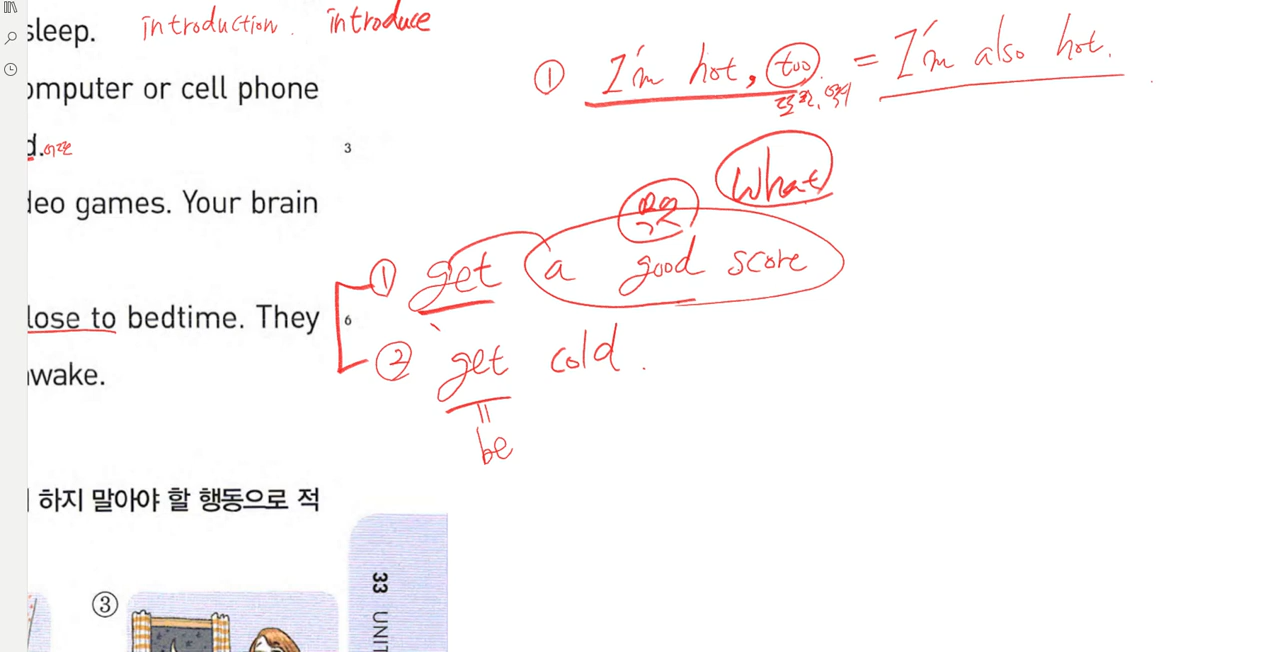 sleep. introduction. introduce
① I'm hot, too. = I'm also hot.
또한, 역시
omputer or cell phone
d.
3
What
deo games. Your brain
① get a good score
lose to bedtime. They
6
② get cold.
wake.
be
하지 말아야 할 행동으로 적
33 UNIT
③